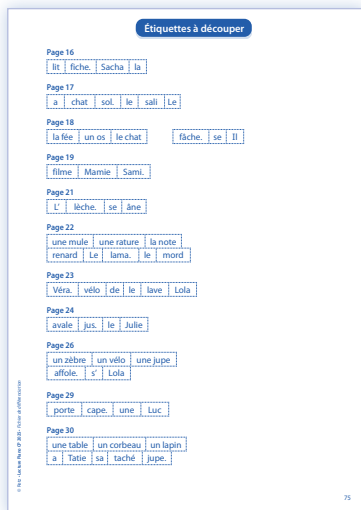 Étiquettes à découper
Page 16
lit fiche. Sacha la
Page 17
a chat sol. le sali Le
Page 18
la fée un os le chat fâche. se Il
Page 19
filme Mamie Sami.
Page 21
L' lèche. se âne
Page 22
une mule une rature la note
renard Le lama. le mord
Page 23
Véra. vélo de le lave Lola
Page 24
avale jus. le Julie
Page 26
un zèbre un vélo une jupe
affole. s' Lola
Page 29
porte cape. une Luc
Page 30
une table un corbeau un lapin
a Tatie sa taché jupe.
75